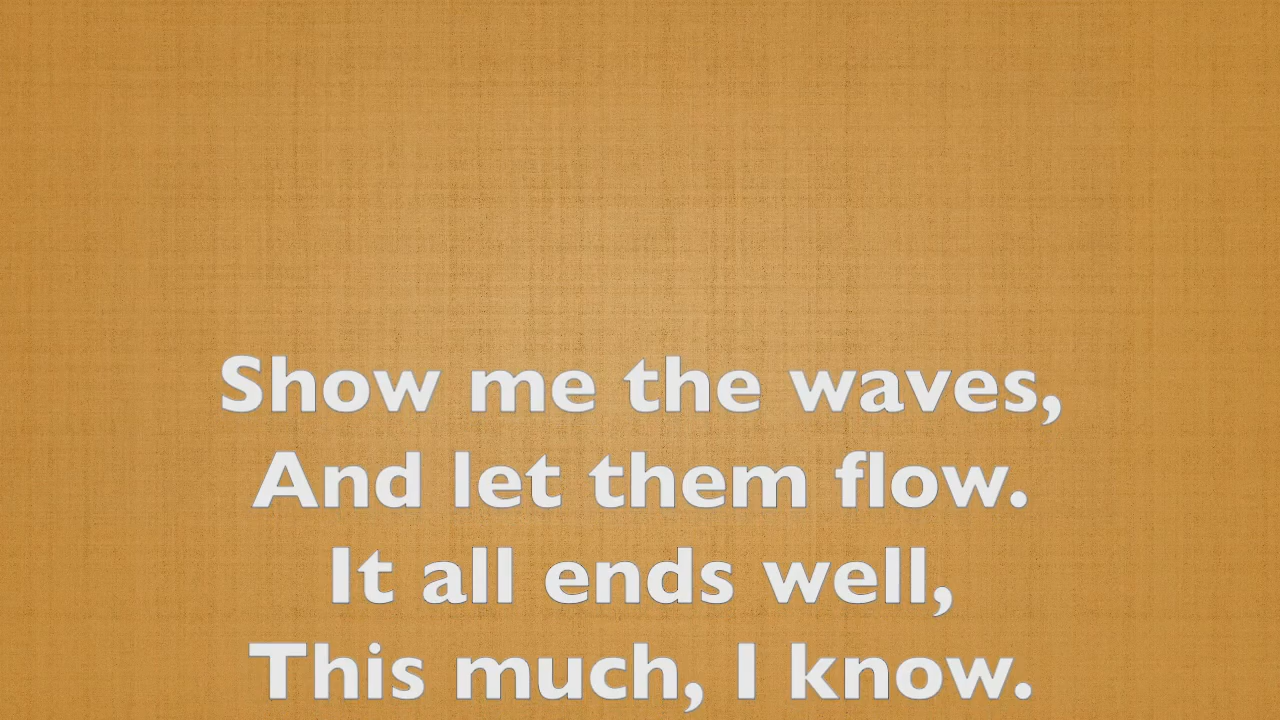 Show me the waves,
And let them flow.
It all ends well,
This much, I know.